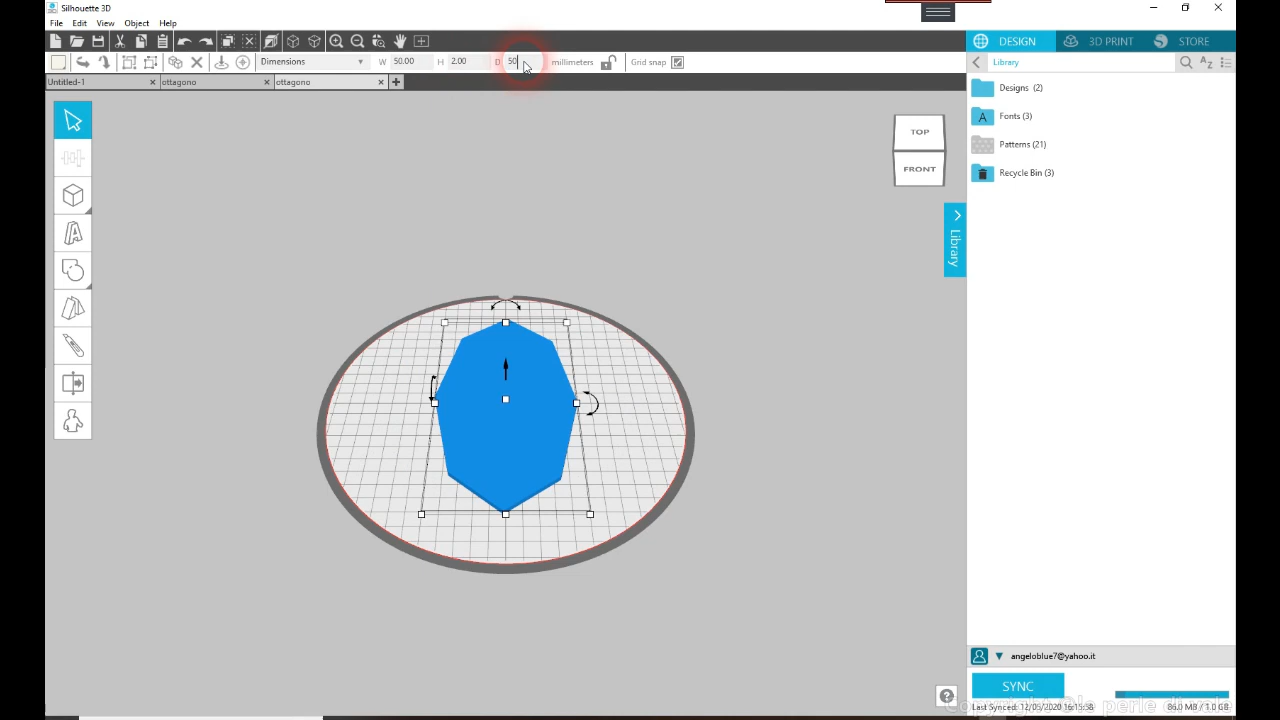 Silhouette 3D
File Edit View Object Help
Dimensions W 50.00 H 2.00 D 50 millimeters Grid snap
Untitled-1 ottagono ottagono
DESIGN 3D PRINT STORE
Library
Designs (2)
A Fonts (3)
Patterns (21)
Recycle Bin (3)
TOP
FRONT
Library
angeloblue7@yahoo.it
SYNC
Last Synced: 12/05/2020 16:15:58 86.0 MB / 1.0 GB